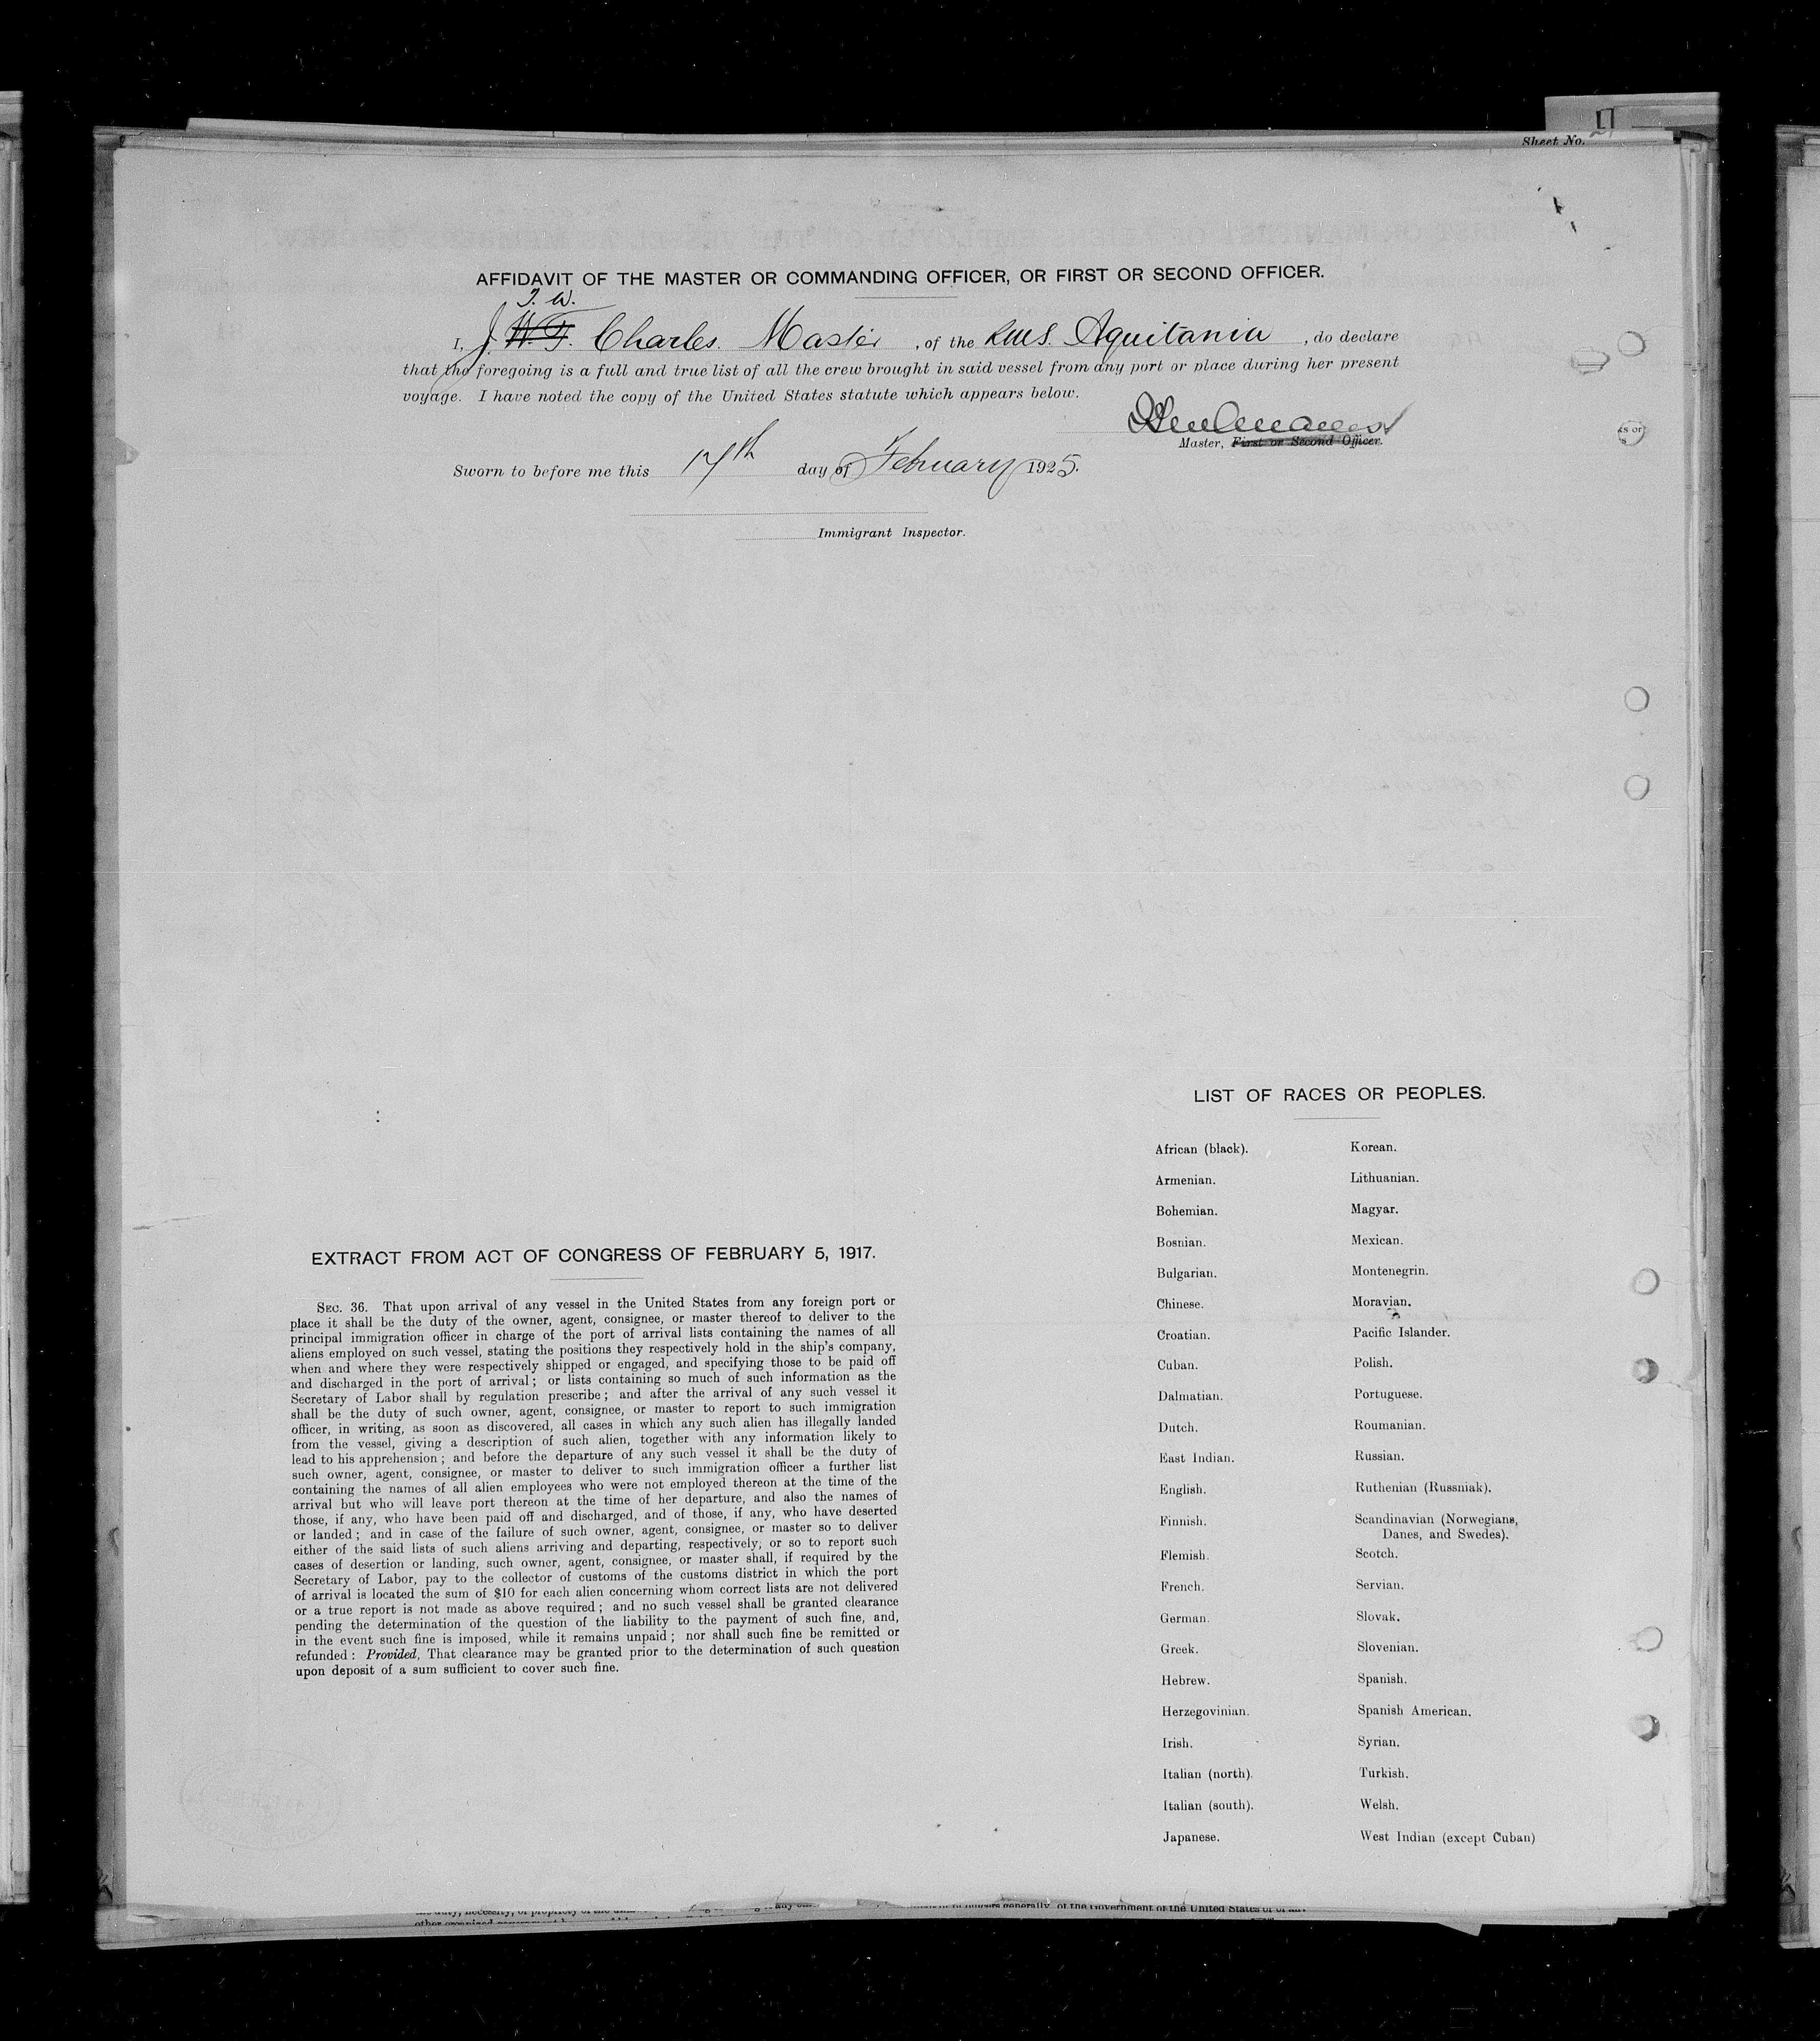 Sheet No.
AFFIDAVIT OF THE MASTER OR COMMANDING OFFICER, OR FIRST OR SECOND OFFICER.
T. W.
I, J. W. T. Charles. Master, of the RMS. Aquitania, do declare
that the foregoing is a full and true list of all the crew brought in said vessel from any port or place during her present
voyage. I have noted the copy of the United States statute which appears below.
Master, First or Second Officer.
Sworn to before me this 17th day of February 1925.
Immigrant Inspector.
LIST OF RACES OR PEOPLES.
African (black). Korean.
Armenian. Lithuanian.
Bohemian. Magyar.
Bosnian. Mexican.
Bulgarian. Montenegrin.
Chinese. Moravian.
Croatian. Pacific Islander.
Cuban. Polish.
Dalmatian. Portuguese.
Dutch. Roumanian.
East Indian. Russian.
English. Ruthenian (Russniak).
Finnish. Scandinavian (Norwegians,
Danes, and Swedes).
Flemish. Scotch.
French. Servian.
German. Slovak.
Greek. Slovenian.
Hebrew. Spanish.
Herzegovinian. Spanish American.
Irish. Syrian.
Italian (north). Turkish.
Italian (south). Welsh.
Japanese. West Indian (except Cuban)
EXTRACT FROM ACT OF CONGRESS OF FEBRUARY 5, 1917.
SEC. 36. That upon arrival of any vessel in the United States from any foreign port or
place it shall be the duty of the owner, agent, consignee, or master thereof to deliver to the
principal immigration officer in charge of the port of arrival lists containing the names of all
aliens employed on such vessel, stating the positions they respectively hold in the ship's company,
when and where they were respectively shipped or engaged, and specifying those to be paid off
and discharged in the port of arrival; or lists containing so much of such information as the
Secretary of Labor shall by regulation prescribe; and after the arrival of any such vessel it
shall be the duty of such owner, agent, consignee, or master to report to such immigration
officer, in writing, as soon as discovered, all cases in which any such alien has illegally landed
from the vessel, giving a description of such alien, together with any information likely to
lead to his apprehension; and before the departure of any such vessel it shall be the duty of
such owner, agent, consignee, or master to deliver to such immigration officer a further list
containing the names of all alien employees who were not employed thereon at the time of the
arrival but who will leave port thereon at the time of her departure, and also the names of
those, if any, who have been paid off and discharged, and of those, if any, who have deserted
or landed; and in case of the failure of such owner, agent, consignee, or master so to deliver
either of the said lists of such aliens arriving and departing, respectively, or so to report such
cases of desertion or landing, such owner, agent, consignee, or master shall, if required by the
Secretary of Labor, pay to the collector of customs of the customs district in which the port
of arrival is located the sum of $10 for each alien concerning whom correct lists are not delivered
or a true report is not made as above required; and no such vessel shall be granted clearance
pending the determination of the question of the liability to the payment of such fine, and,
in the event such fine is imposed, while it remains unpaid; nor shall such fine be remitted or
refunded: Provided, That clearance may be granted prior to the determination of such question
upon deposit of a sum sufficient to cover such fine.